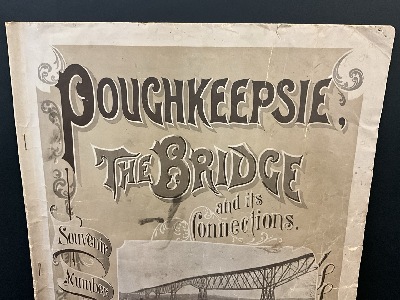 POUGHKEEPSIE,
THE BRIDGE
and its
Connections.
Souvenir
Number